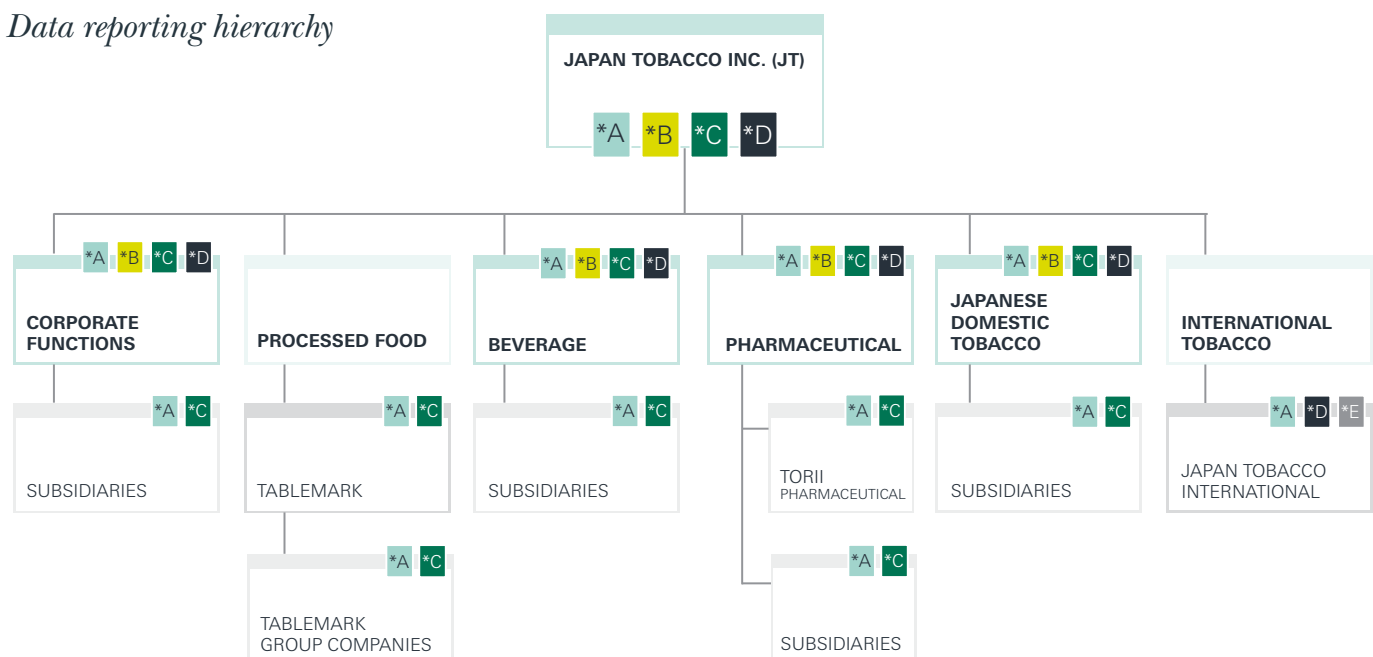 Data reporting hierarchy
JAPAN TOBACCO INC. (JT)
*A *B *C *D
*A *B *C *D
CORPORATE
FUNCTIONS
PROCESSED FOOD
*A *B *C *D
BEVERAGE
*A *B *C *D
PHARMACEUTICAL
*A *B *C *D
JAPANESE
DOMESTIC
TOBACCO
INTERNATIONAL
TOBACCO
*A *C
SUBSIDIARIES
*A *C
TABLEMARK
*A *C
SUBSIDIARIES
*A *C
TORII
PHARMACEUTICAL
*A *C
SUBSIDIARIES
*A *D *E
JAPAN TOBACCO
INTERNATIONAL
*A *C
TABLEMARK
GROUP COMPANIES
*A *C
SUBSIDIARIES